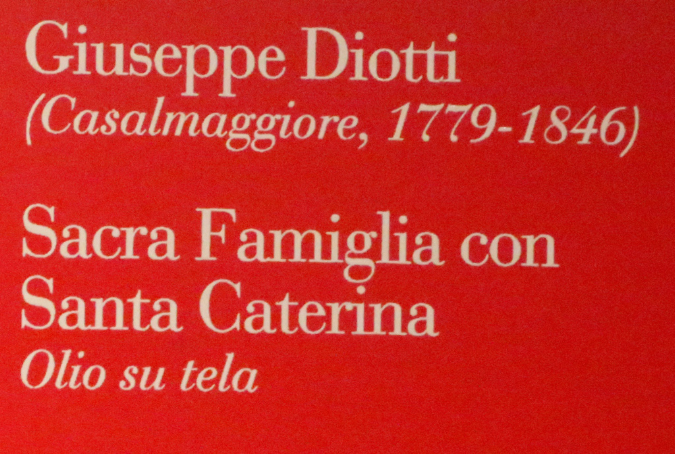 Giuseppe Diotti
(Casalmaggiore, 1779-1846)
Sacra Famiglia con
Santa Caterina
Olio su tela